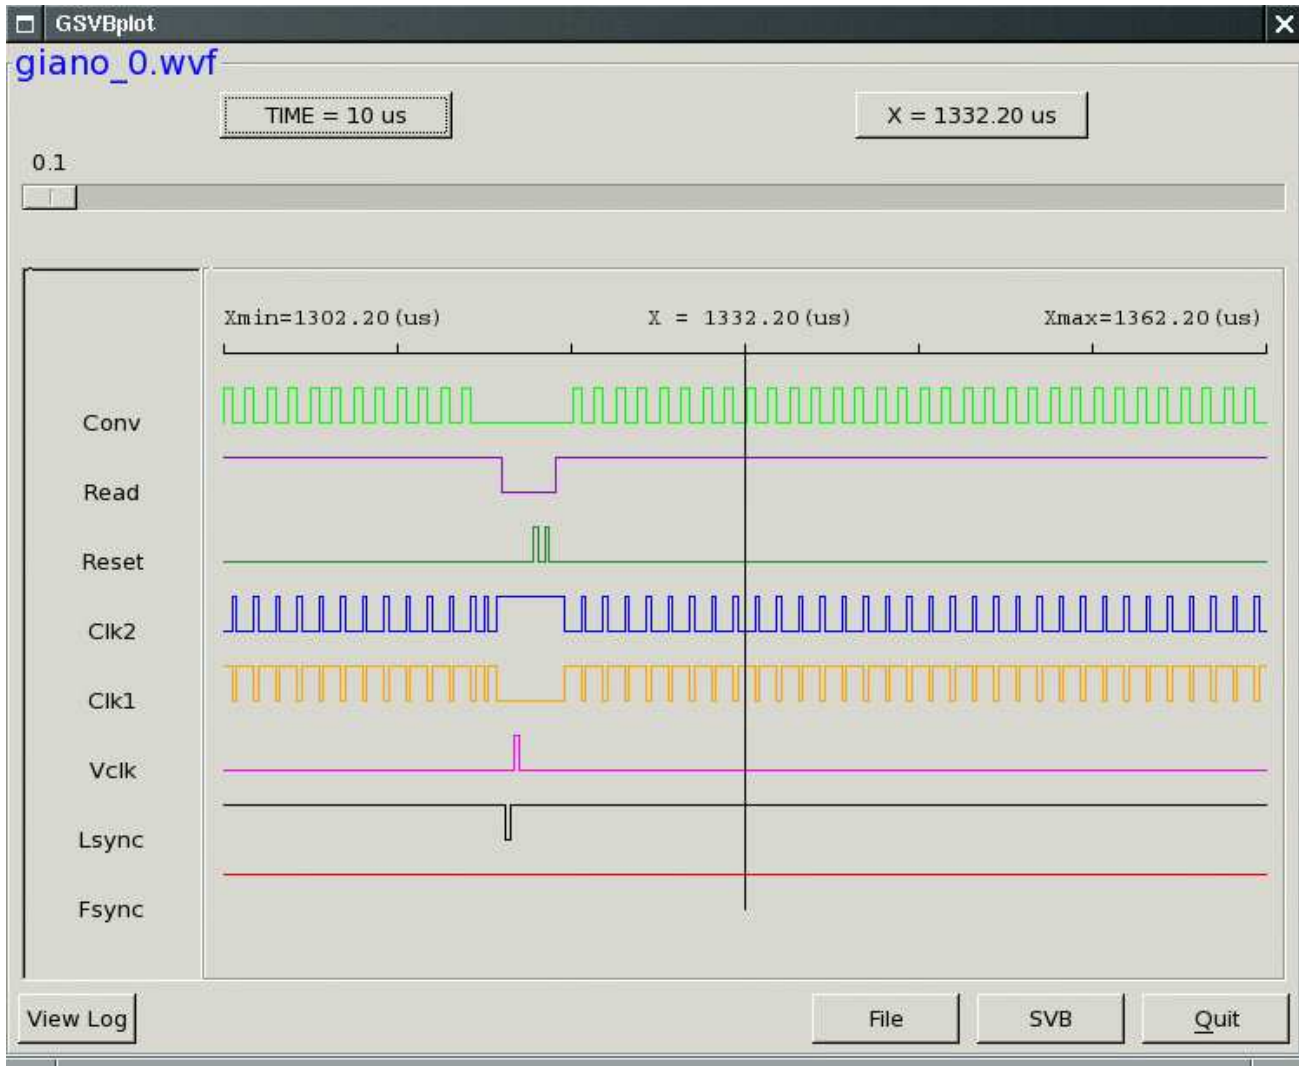 GSVBplot
giano_0.wvf
TIME = 10 us
X = 1332.20 us
0.1
Xmin=1302.20(us)
X = 1332.20(us)
Xmax=1362.20(us)
Conv
Read
Reset
Clk2
Clk1
Vclk
Lsync
Fsync
View Log
File
SVB
Quit